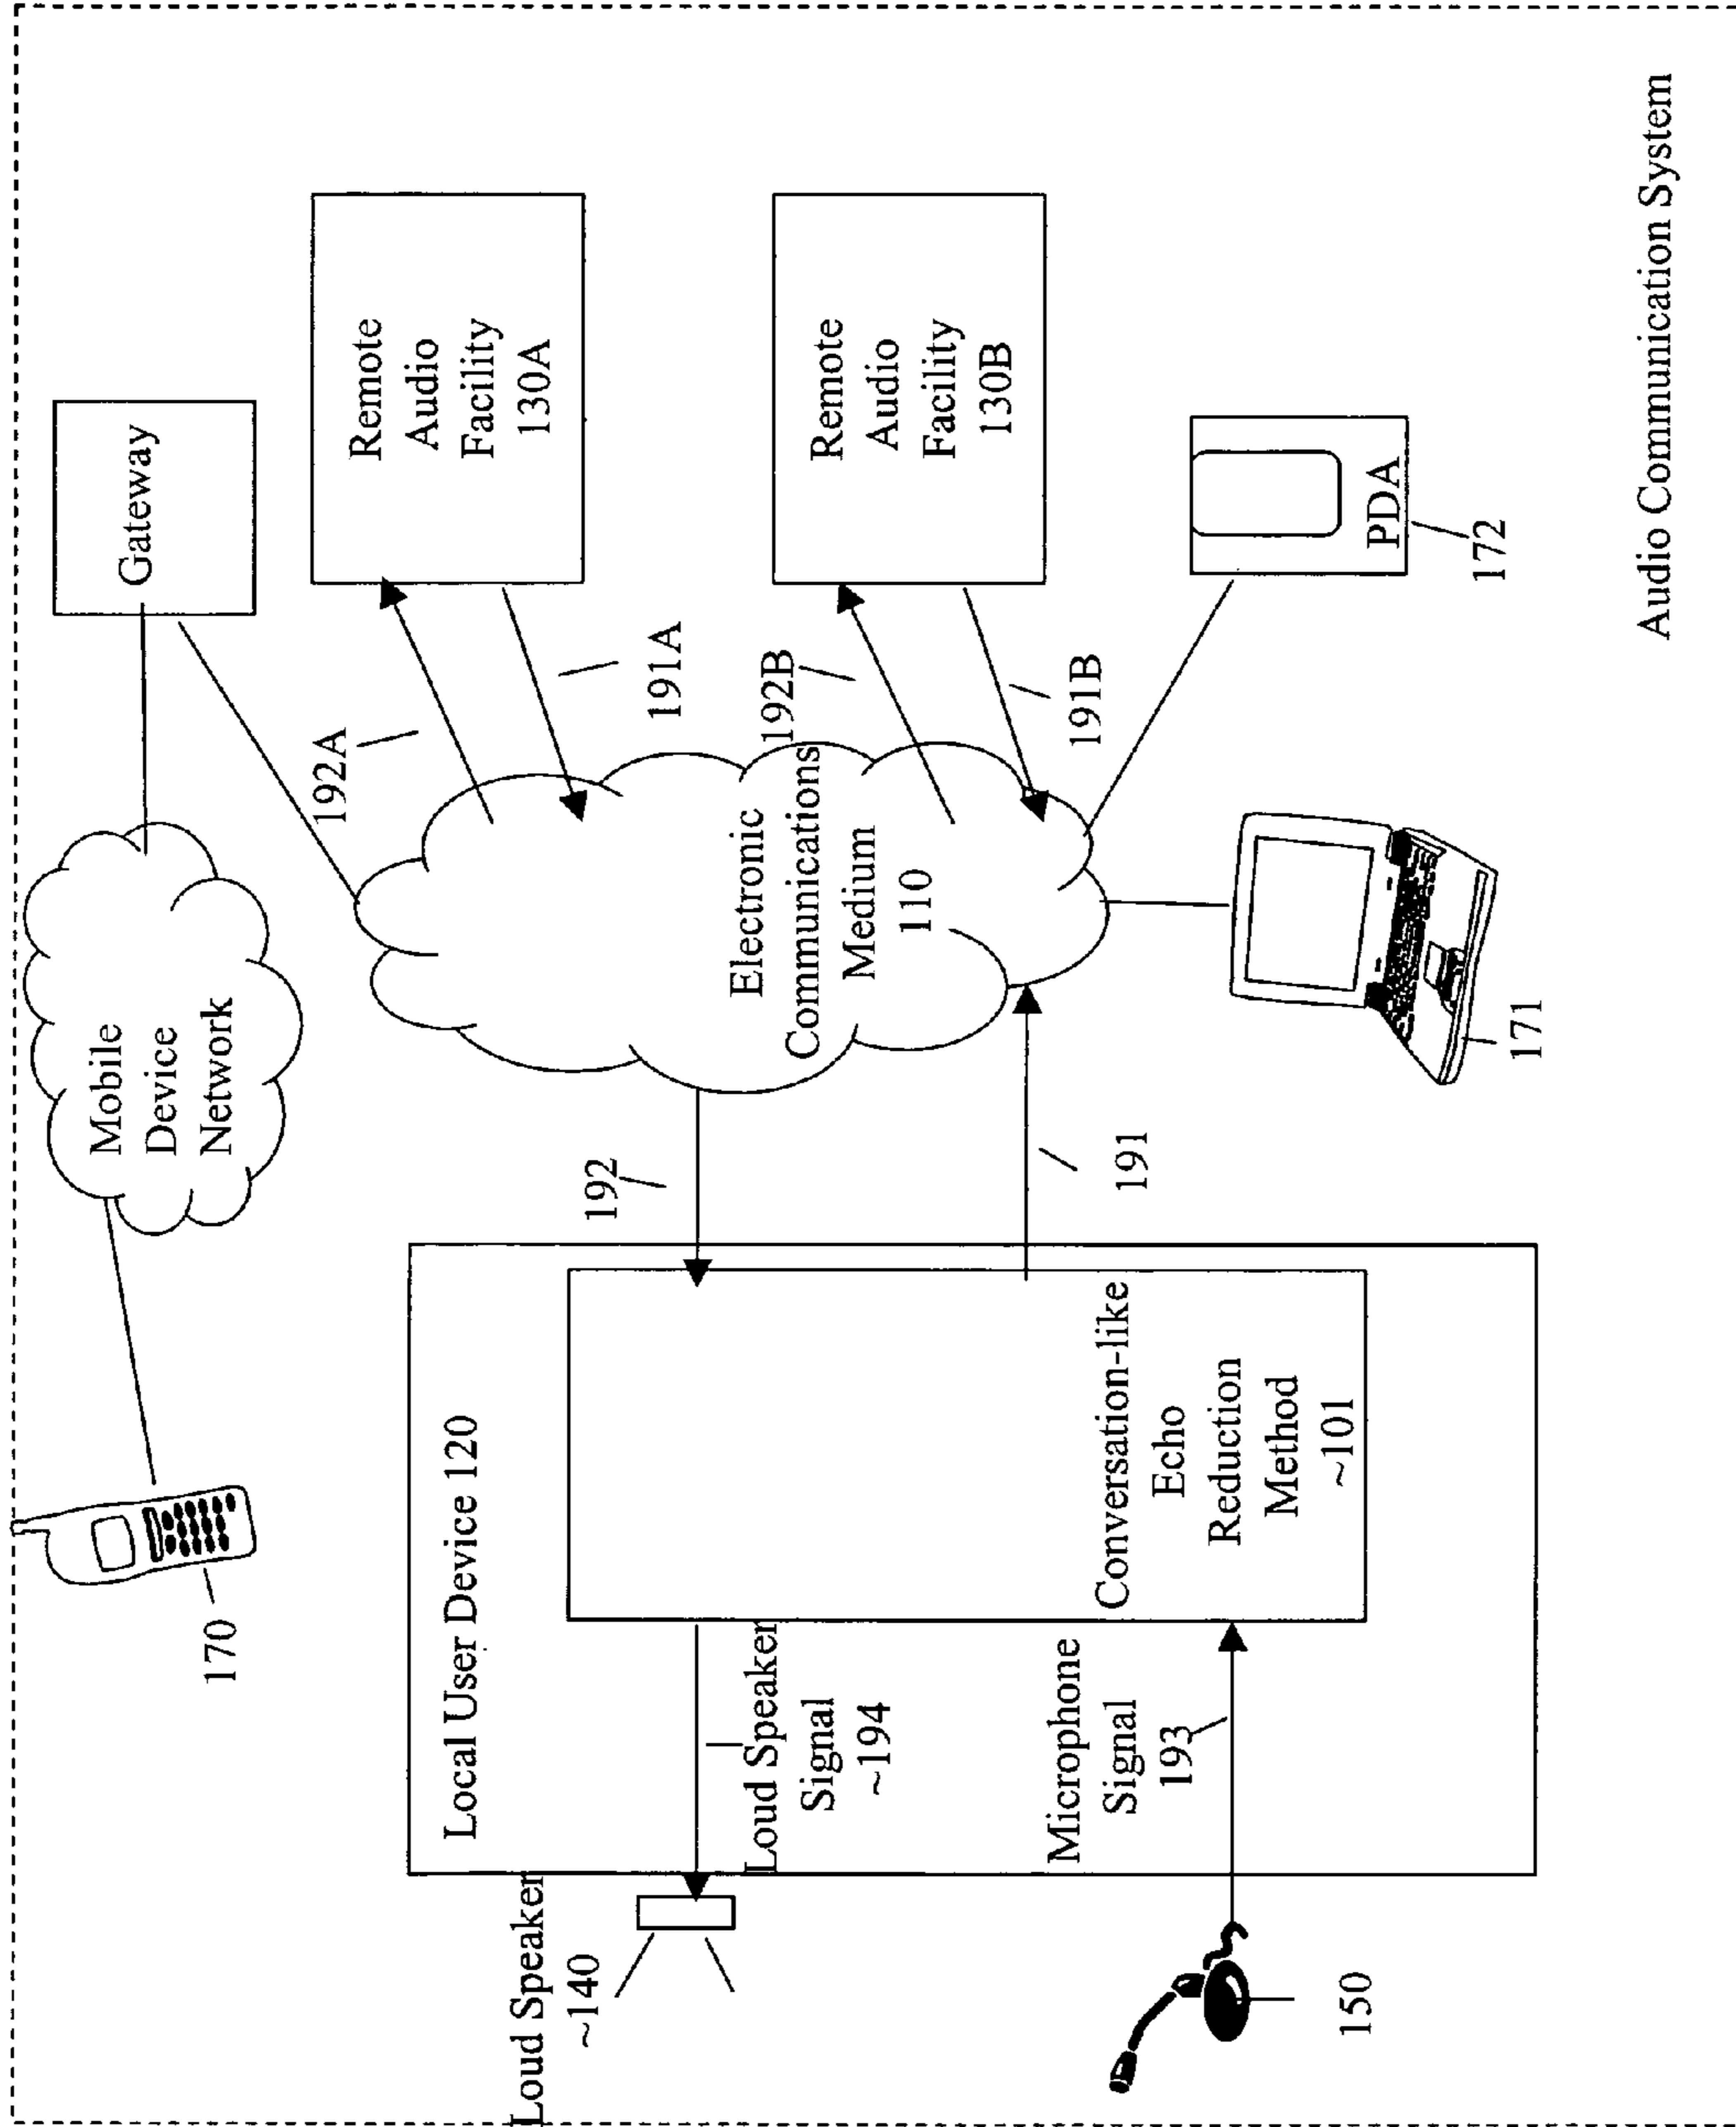 170
Mobile
Device
Network
Gateway
Local User Device 120
Loud Speaker
~140
Loud Speaker
Signal
~194
Microphone
Signal
193
150
Conversation-like
Echo
Reduction
Method
~101
192
191
Electronic
Communications
Medium
110
192A
191A
192B
191B
Remote
Audio
Facility
130A
Remote
Audio
Facility
130B
171
PDA
172
Audio Communication System